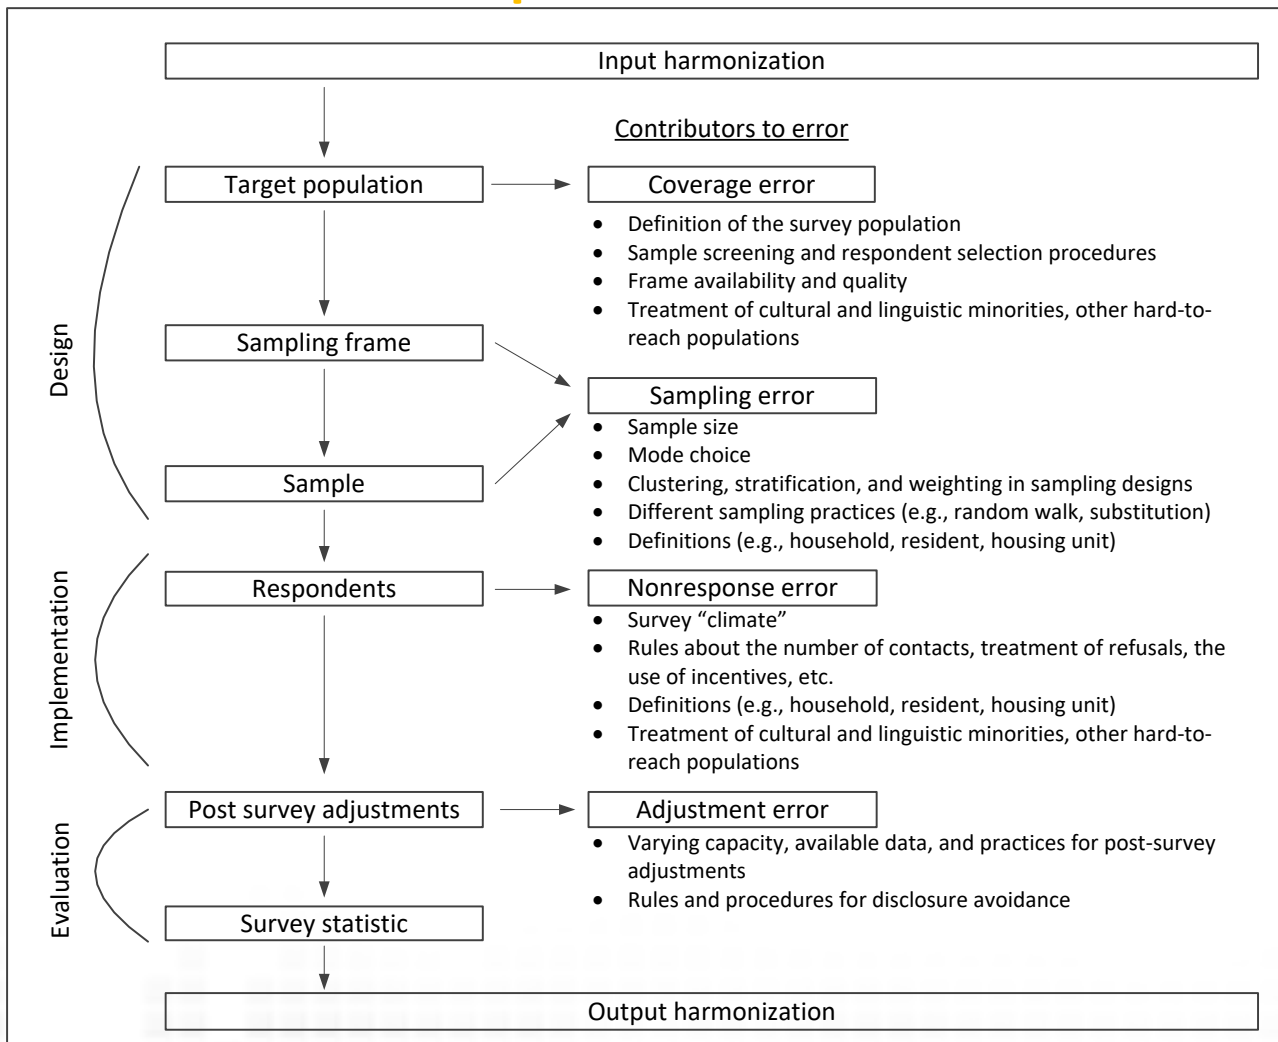 Input harmonization
Contributors to error
Target population
Coverage error
• Definition of the survey population
• Sample screening and respondent selection procedures
• Frame availability and quality
• Treatment of cultural and linguistic minorities, other hard-to-
reach populations
Design
Sampling frame
Sampling error
• Sample size
• Mode choice
• Clustering, stratification, and weighting in sampling designs
• Different sampling practices (e.g., random walk, substitution)
• Definitions (e.g., household, resident, housing unit)
Sample
Implementation
Respondents
Nonresponse error
• Survey “climate”
• Rules about the number of contacts, treatment of refusals, the
use of incentives, etc.
• Definitions (e.g., household, resident, housing unit)
• Treatment of cultural and linguistic minorities, other hard-to-
reach populations
Evaluation
Post survey adjustments
Adjustment error
• Varying capacity, available data, and practices for post-survey
adjustments
• Rules and procedures for disclosure avoidance
Survey statistic
Output harmonization